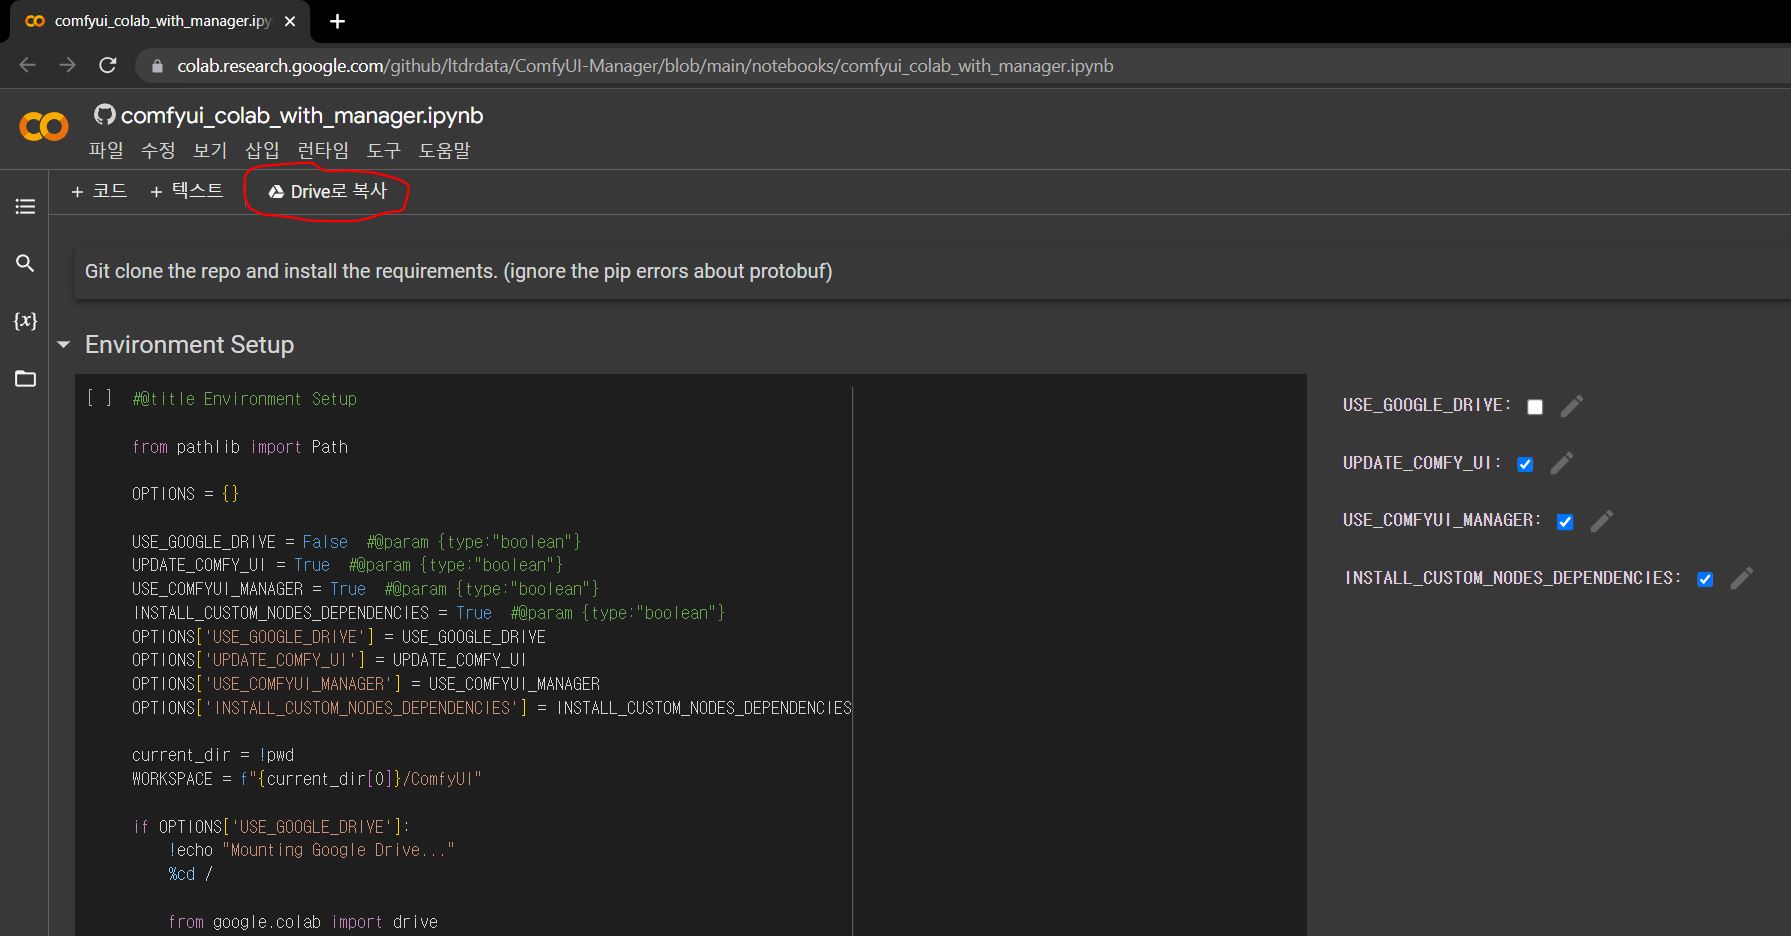 comfyui_colab_with_manager.ipy
colab.research.google.com/github/ltdrdata/ComfyUI-Manager/blob/main/notebooks/comfyui_colab_with_manager.ipynb
comfyui_colab_with_manager.ipynb
파일 수정 보기 삽입 런타임 도구 도움말
+ 코드 + 텍스트 Drive로 복사
Git clone the repo and install the requirements. (ignore the pip errors about protobuf)
{x}
Environment Setup
[ ] #@title Environment Setup
from pathlib import Path
OPTIONS = {}
USE_GOOGLE_DRIVE = False #@param {type:"boolean"}
UPDATE_COMFY_UI = True #@param {type:"boolean"}
USE_COMFYUI_MANAGER = True #@param {type:"boolean"}
INSTALL_CUSTOM_NODES_DEPENDENCIES = True #@param {type:"boolean"}
OPTIONS['USE_GOOGLE_DRIVE'] = USE_GOOGLE_DRIVE
OPTIONS['UPDATE_COMFY_UI'] = UPDATE_COMFY_UI
OPTIONS['USE_COMFYUI_MANAGER'] = USE_COMFYUI_MANAGER
OPTIONS['INSTALL_CUSTOM_NODES_DEPENDENCIES'] = INSTALL_CUSTOM_NODES_DEPENDENCIES
current_dir = !pwd
WORKSPACE = f"{current_dir[0]}/ComfyUI"
if OPTIONS['USE_GOOGLE_DRIVE']:
!echo "Mounting Google Drive..."
%cd /
from google.colab import drive
USE_GOOGLE_DRIVE:
UPDATE_COMFY_UI:
USE_COMFYUI_MANAGER:
INSTALL_CUSTOM_NODES_DEPENDENCIES: